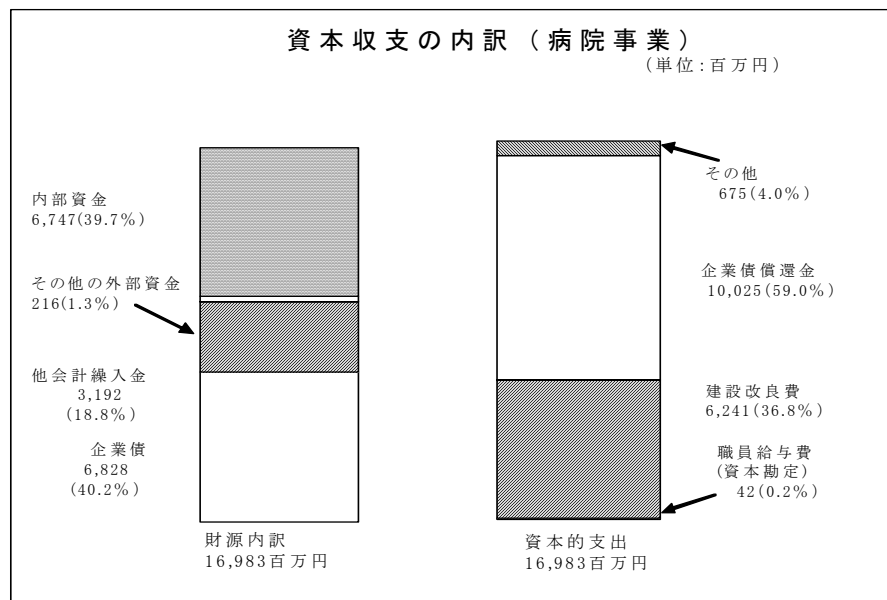 資本収支の内訳（病院事業）
(単位:百万円)
内部資金
6,747(39.7%)
その他の外部資金
216(1.3%)
他会計繰入金
3,192
(18.8%)
企業債
6,828
(40.2%)
財源内訳
16,983百万円
その他
675(4.0%)
企業債償還金
10,025(59.0%)
建設改良費
6,241(36.8%)
職員給与費
(資本勘定)
42(0.2%)
資本的支出
16,983百万円